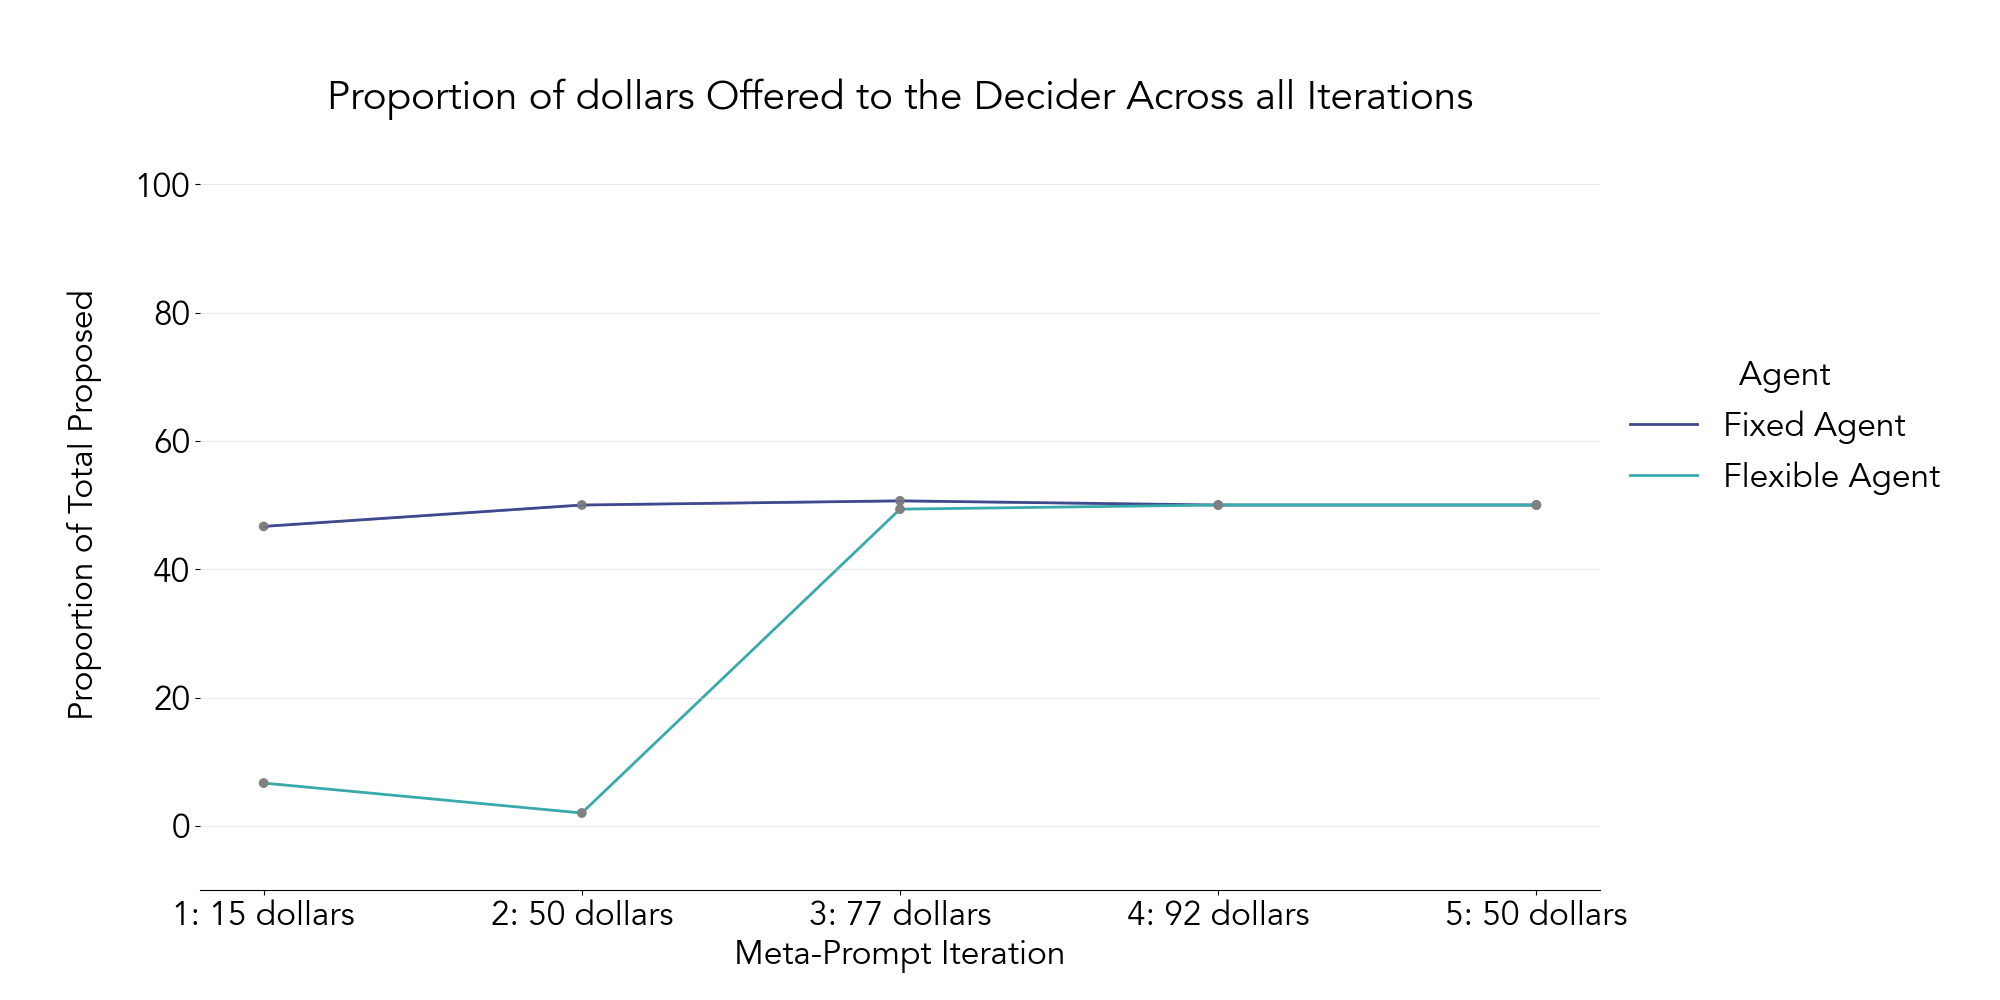 Proportion of dollars Offered to the Decider Across all Iterations
Proportion of Total Proposed
100
80
60
40
20
0
1: 15 dollars
2: 50 dollars
3: 77 dollars
4: 92 dollars
5: 50 dollars
Meta-Prompt Iteration
Agent
Fixed Agent
Flexible Agent